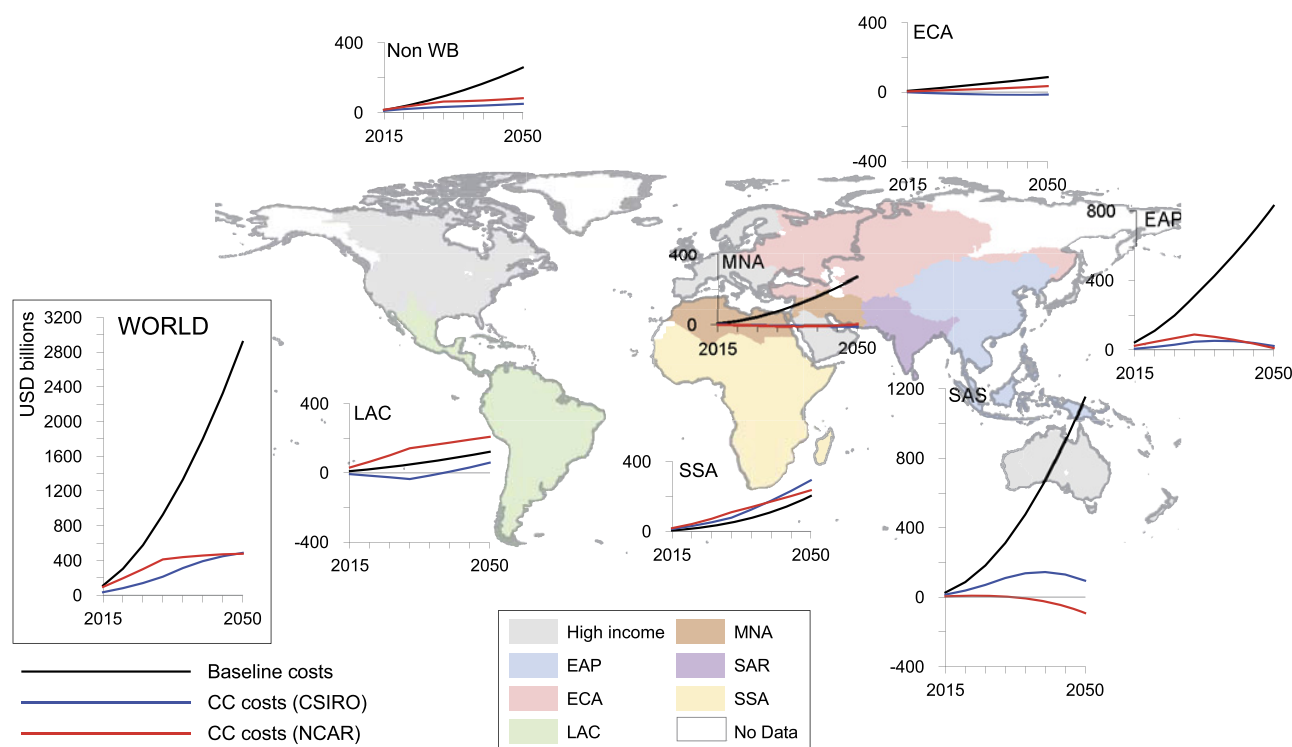 400
Non WB
0
2015
2050
400
ECA
0
-400
2015
2050
800
EAP
400
0
2015
2050
400
MNA
0
2015
2050
WORLD
USD billions
3200
2800
2400
2000
1600
1200
800
400
0
2015
2050
400
LAC
0
-400
2015
2050
400
SSA
0
2015
2050
1200
SAS
800
400
0
-400
2015
2050
Baseline costs
CC costs (CSIRO)
CC costs (NCAR)
High income
MNA
EAP
SAR
ECA
SSA
LAC
No Data